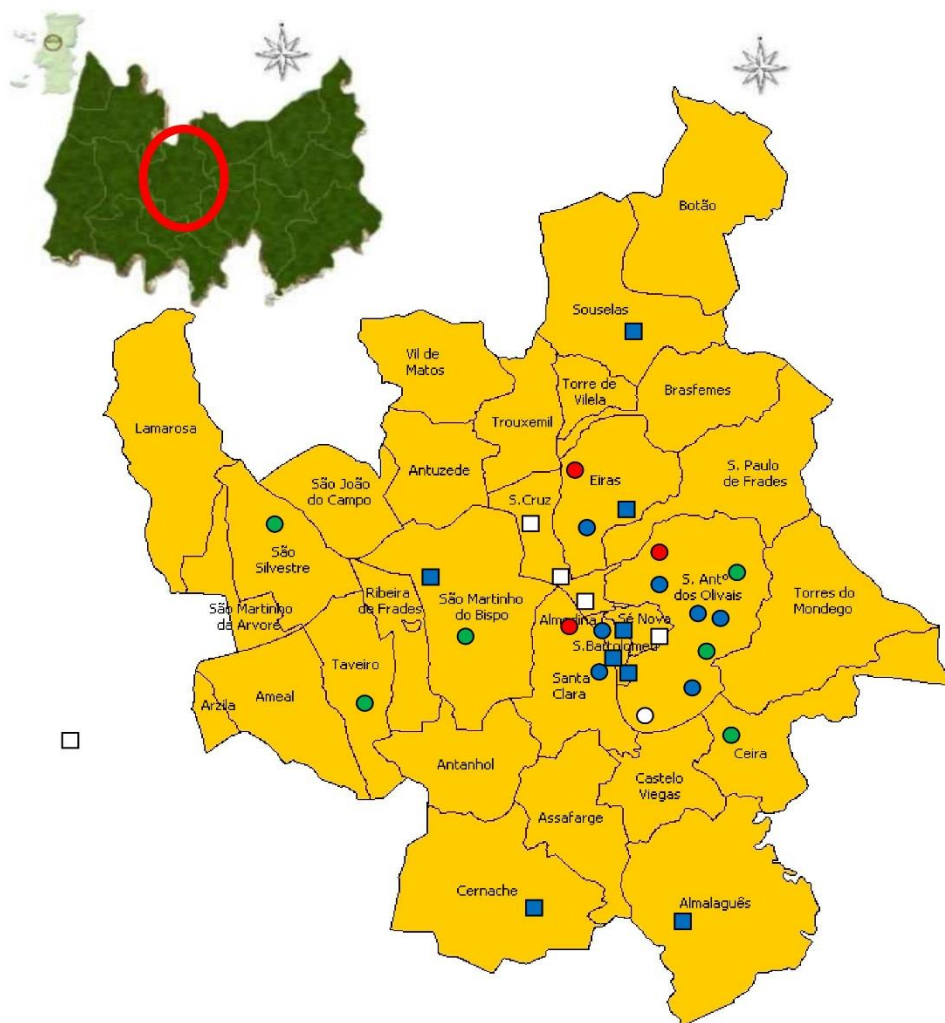 Botão
Souselas
Vil de
Matos
Torre de
Vilela
Brasfemes
Trouxemil
Lamarosa
Antuzede
São João
do Campo
S. Paulo
de Frades
Eiras
S.Cruz
São
Silvestre
S. Antº
dos Olivais
Torres do
Mondego
Ribeira
de Frades
São Martinho
do Bispo
São Martinho
da Arvore
Almedina
Sé Nova
S.Bartolomeu
Taveiro
Santa
Clara
Arzila
Ameal
Ceira
Antanhol
Castelo
Viegas
Assafarge
Cernache
Almalaguês